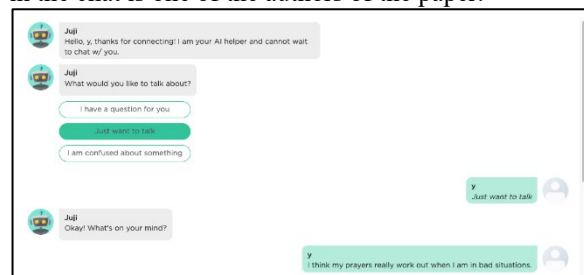 in the chat is one of the authors of the paper.
Juji
Hello, y, thanks for connecting! I am your AI helper and cannot wait
to chat w/ you.
Juji
What would you like to talk about?
I have a question for you
Just want to talk
I am confused about something
y
Just want to talk
Juji
Okay! What's on your mind?
y
I think my prayers really work out when I am in bad situations.